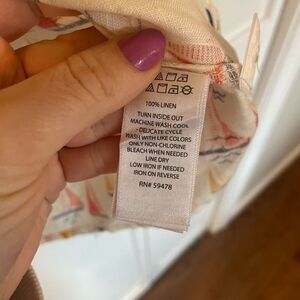 100% LINEN
TURN INSIDE OUT
MACHINE WASH COOL
- DELICATE CYCLE
WASH WITH LIKE COLORS
ONLY NON-CHLORINE
BLEACH WHEN NEEDED
LINE DRY
LOW IRON IF NEEDED
IRON ON REVERSE
RN# 59478